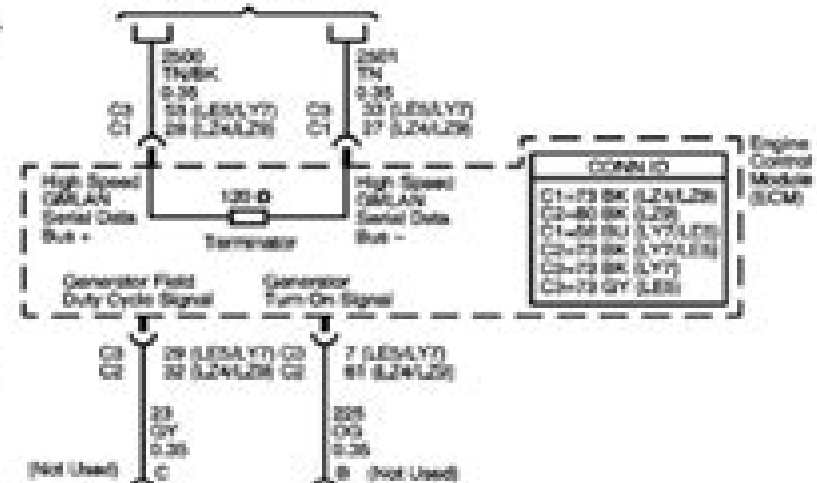 2500
TN/BK
0.35
C3 53 (LE5/LY7)
C1 28 (LZ4/LZ9)
2501
TN
0.35
C3 33 (LE5/LY7)
C1 27 (LZ4/LZ9)
High Speed
GMLAN
Serial Data
Bus +
120 Ω
Terminator
High Speed
GMLAN
Serial Data
Bus -
CONN ID
C1=73 BK (LZ4/LZ9)
C2=80 BK (LZ9)
C1=58 BU (LY7/LE5)
C2=73 BK (LY7/LE5)
C3=73 BK (LY7)
C3=73 GY (LE5)
Engine
Control
Module
(ECM)
Generator Field
Duty Cycle Signal
Generator
Turn On Signal
C3 29 (LE5/LY7)
C2 32 (LZ4/LZ9)
C3 7 (LE5/LY7)
C2 61 (LZ4/LZ9)
23
GY
0.35
225
OG
0.35
(Not Used) C
B (Not Used)